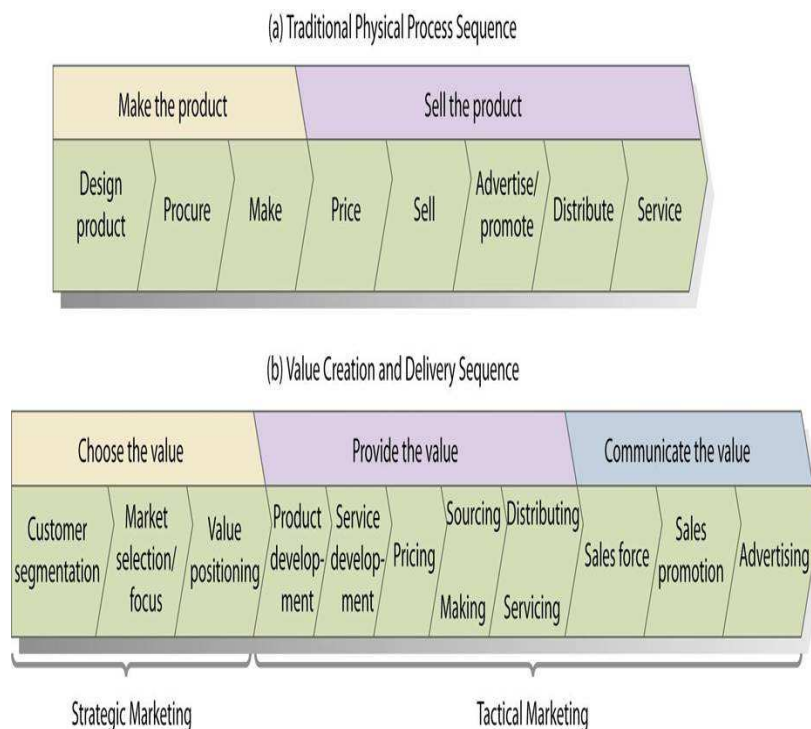 (a) Traditional Physical Process Sequence
Make the product
Sell the product
Design
product
Procure
Make
Price
Sell
Advertise/
promote
Distribute
Service
(b) Value Creation and Delivery Sequence
Choose the value
Provide the value
Communicate the value
Customer
segmentation
Market
selection/
focus
Value
positioning
Product
develop-
ment
Service
develop-
ment
Pricing
Sourcing
Making
Distributing
Servicing
Sales force
Sales
promotion
Advertising
Strategic Marketing
Tactical Marketing